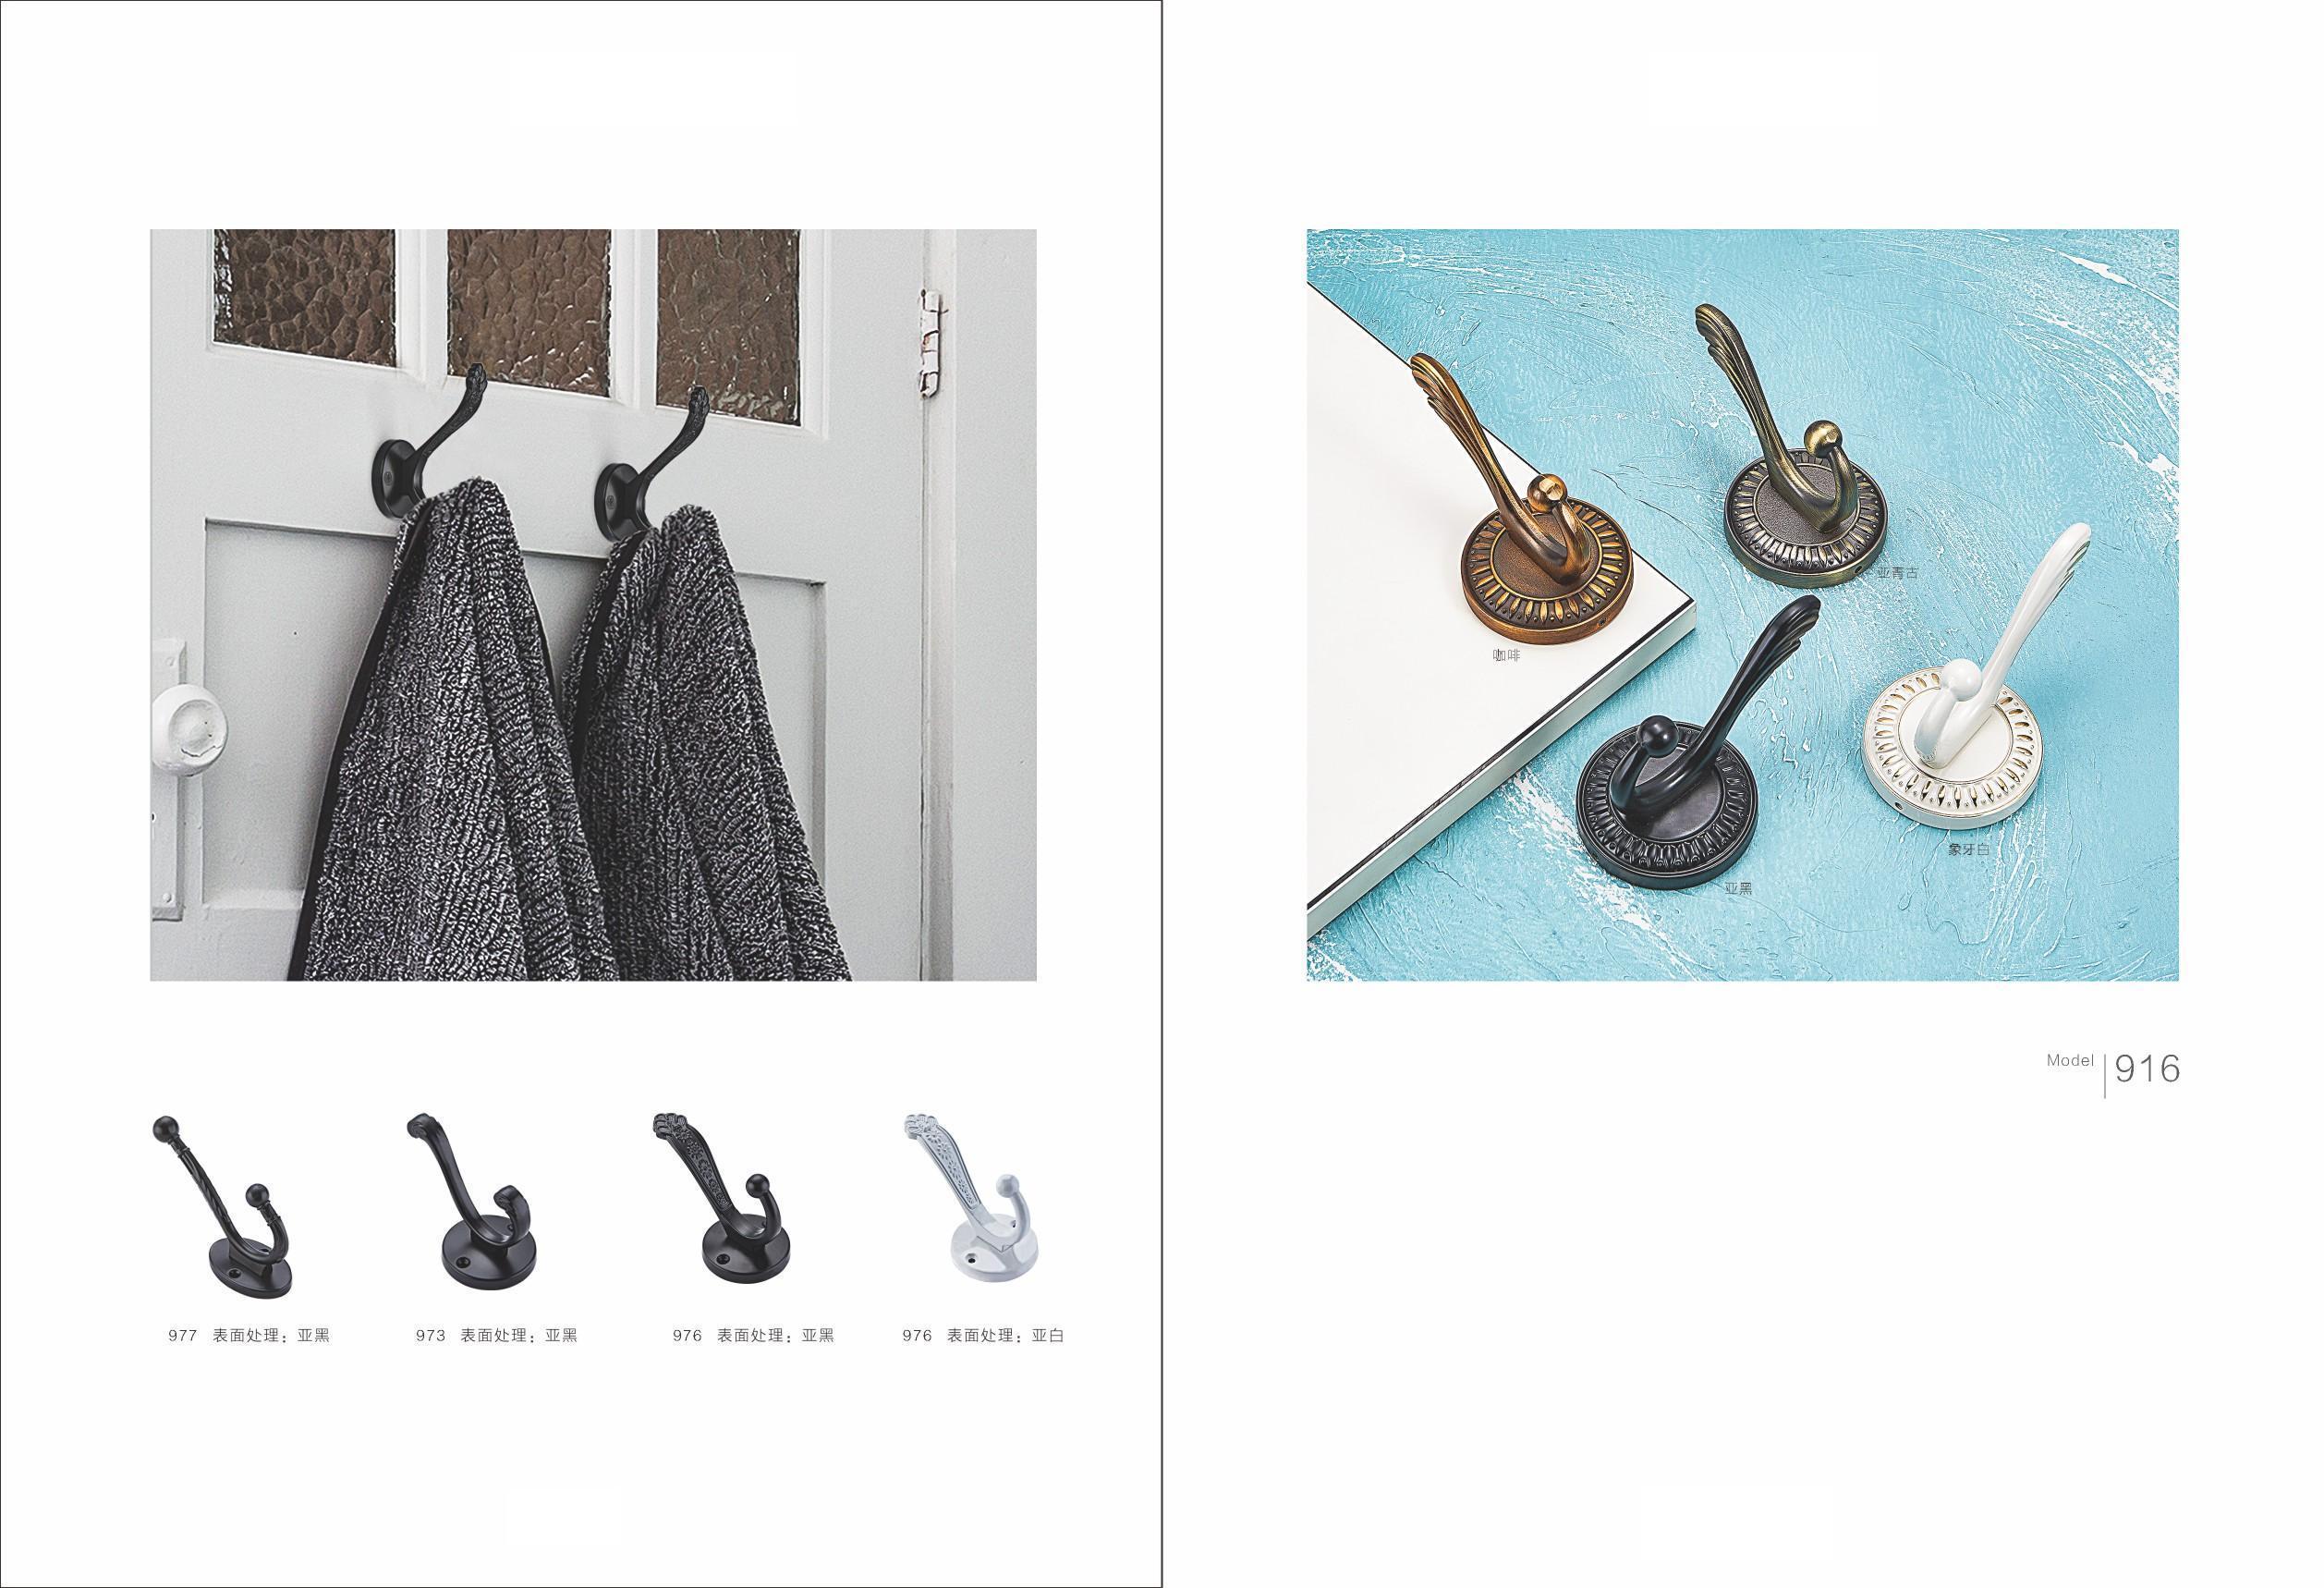 977 表面处理：亚黑
973 表面处理：亚黑
976 表面处理：亚黑
976 表面处理：亚白
亚青古
咖啡
象牙白
亚黑
Model 916